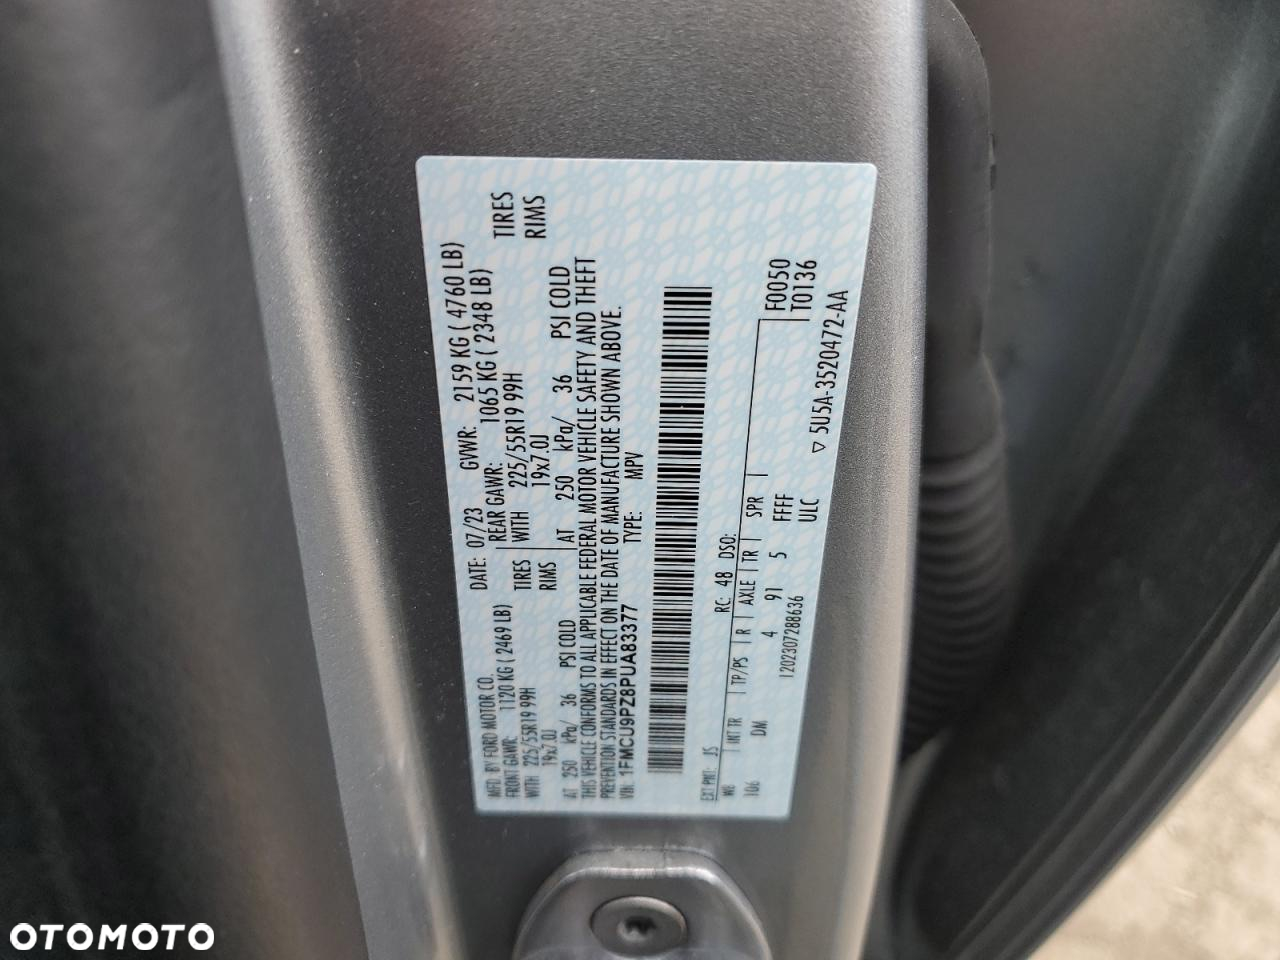 MFD. BY FORD MOTOR CO.
DATE: 07/23 GVWR: 2159 KG ( 4760 LB)
FRONT GAWR: 1120 KG ( 2469 LB) REAR GAWR: 1065 KG ( 2348 LB)
WITH 225/55R19 99H TIRES WITH 225/55R19 99H TIRES
19x7.0J RIMS 19x7.0J RIMS
AT 250 kPa/ 36 PSI COLD AT 250 kPa/ 36 PSI COLD
THIS VEHICLE CONFORMS TO ALL APPLICABLE FEDERAL MOTOR VEHICLE SAFETY AND THEFT
PREVENTION STANDARDS IN EFFECT ON THE DATE OF MANUFACTURE SHOWN ABOVE.
VIN: 1FMCU9PZ8PUA83377 TYPE: MPV
EXT PNT: JS RC: 48 DSO:
WB INT TR TP/PS R AXLE TR SPR F0050
106 DM 4 91 5 FFFF T0136
1202307288636 ULC
▽ 5U5A-3520472-AA
OTOMOTO